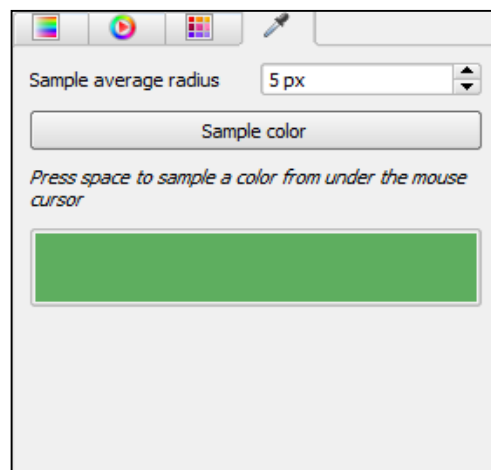 Sample average radius 5 px
Sample color
Press space to sample a color from under the mouse
cursor